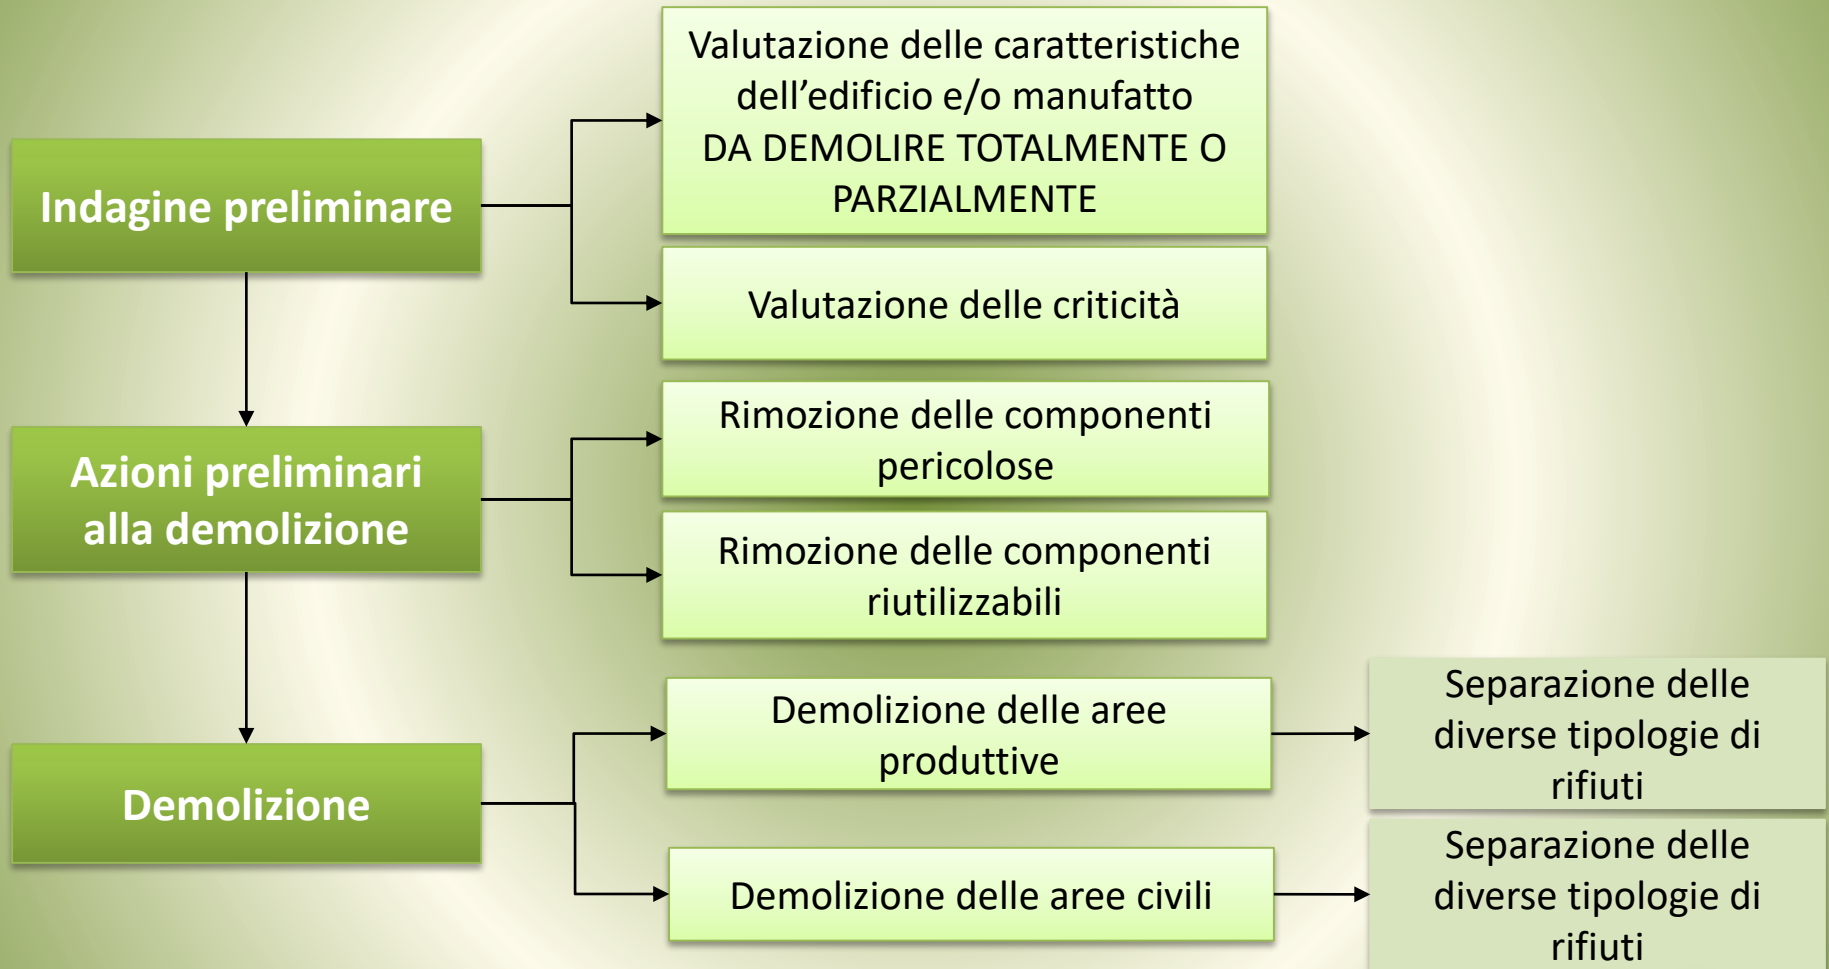 Indagine preliminare
Valutazione delle caratteristiche
dell’edificio e/o manufatto
DA DEMOLIRE TOTALMENTE O
PARZIALMENTE
Valutazione delle criticità
Azioni preliminari
alla demolizione
Rimozione delle componenti
pericolose
Rimozione delle componenti
riutilizzabili
Demolizione
Demolizione delle aree
produttive
Separazione delle
diverse tipologie di
rifiuti
Demolizione delle aree civili
Separazione delle
diverse tipologie di
rifiuti